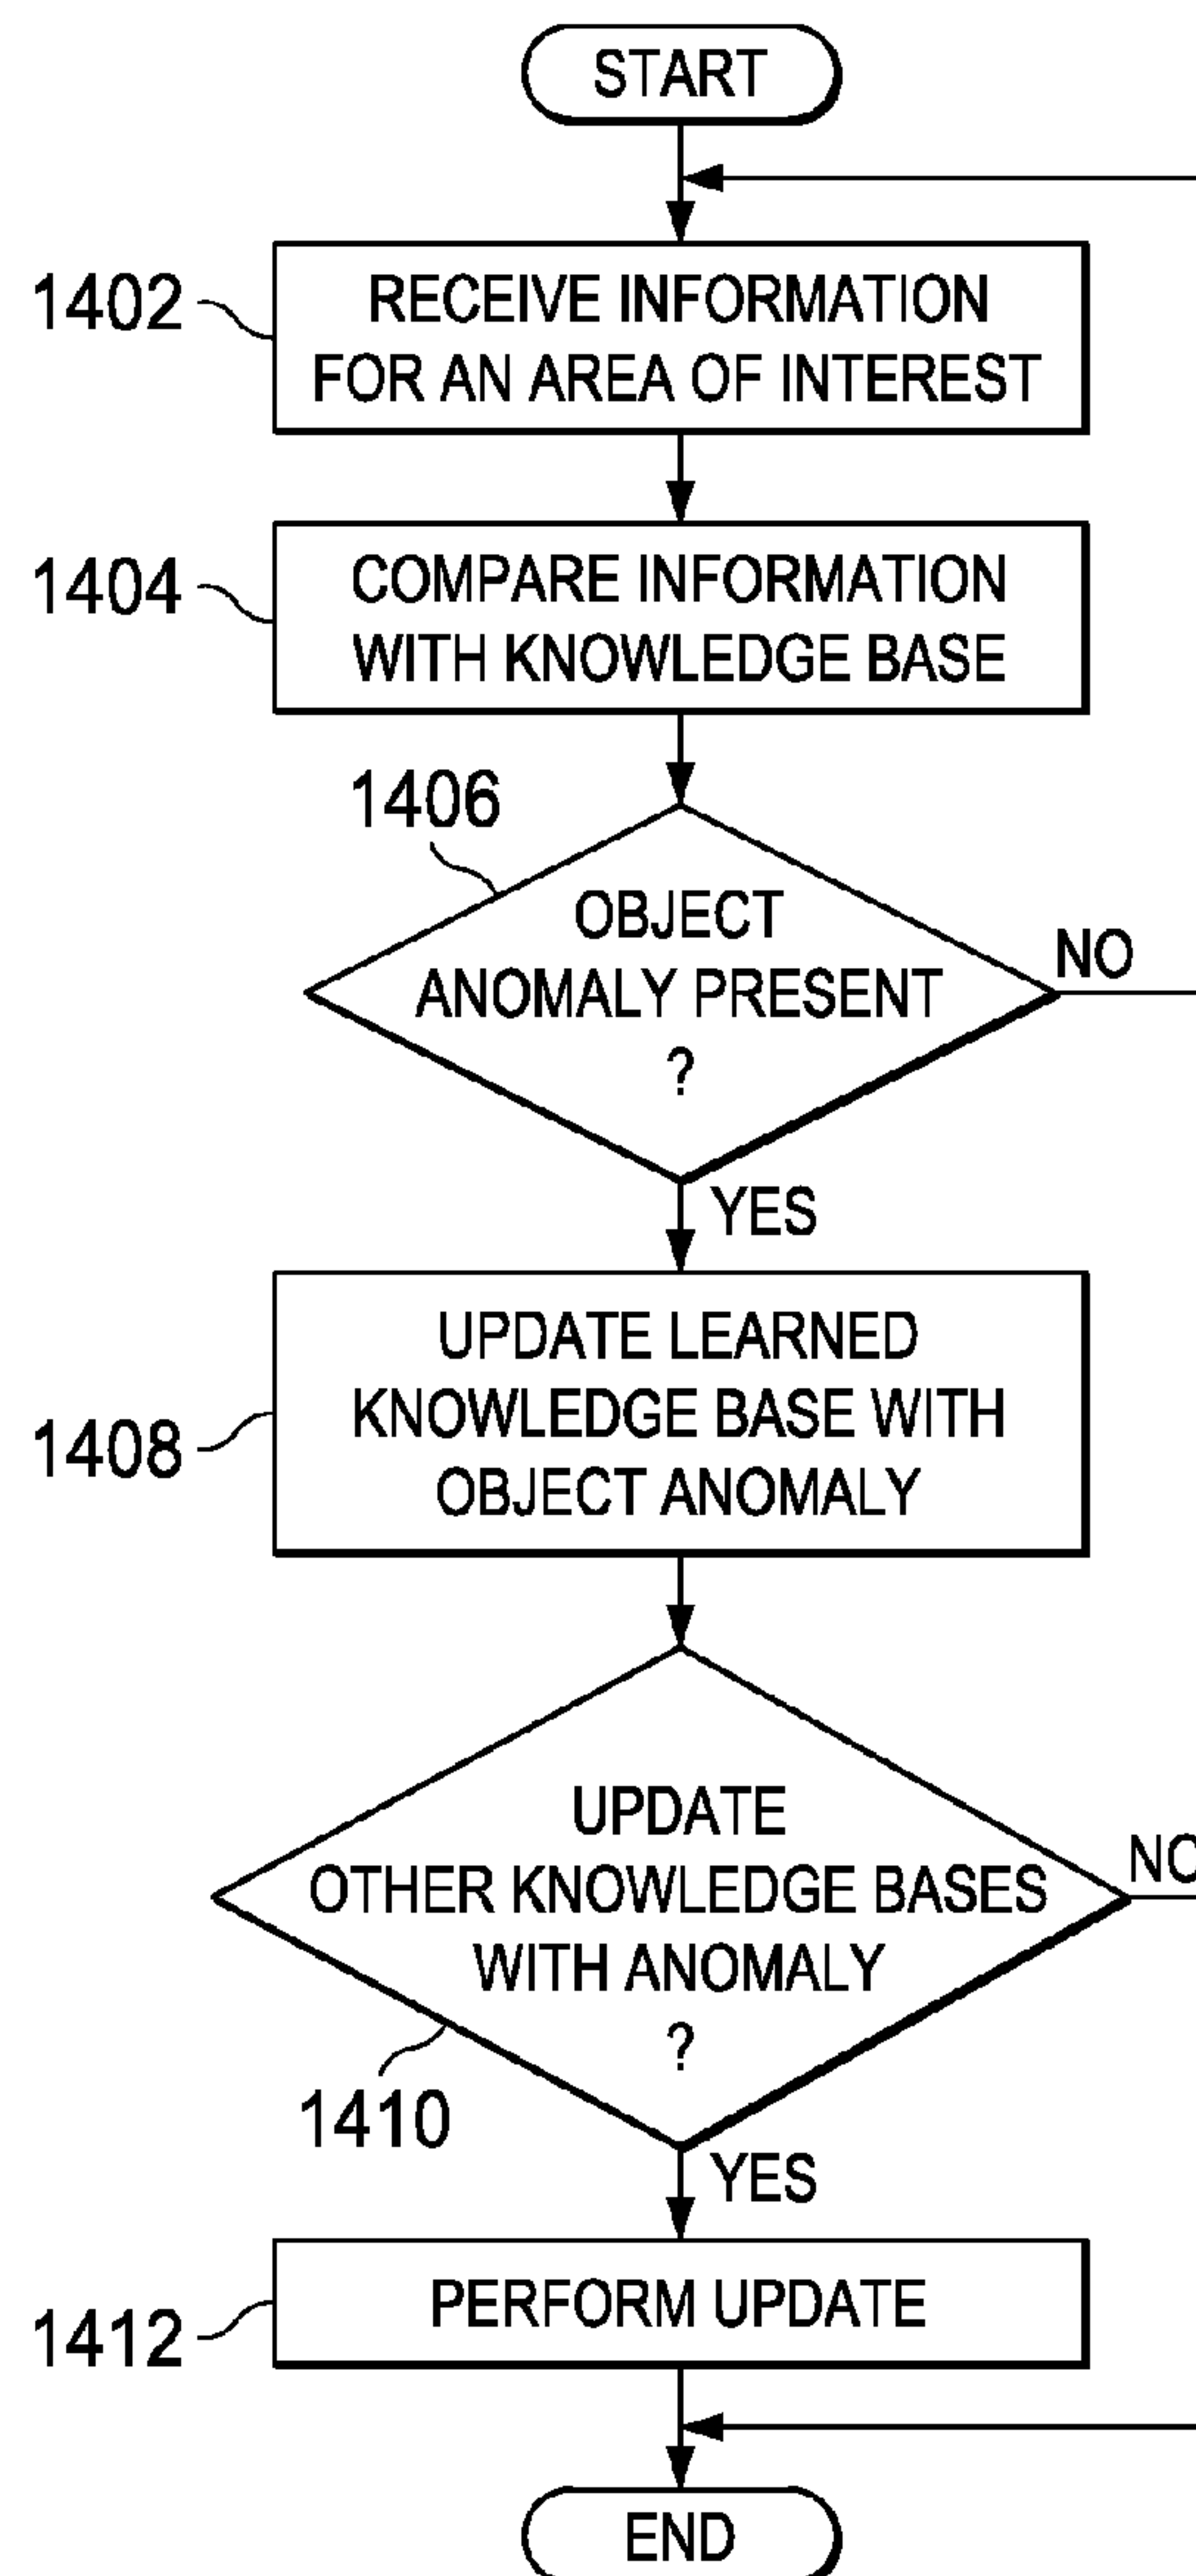 START
1402
RECEIVE INFORMATION
FOR AN AREA OF INTEREST
1404
COMPARE INFORMATION
WITH KNOWLEDGE BASE
1406
OBJECT
ANOMALY PRESENT
?
NO
YES
1408
UPDATE LEARNED
KNOWLEDGE BASE WITH
OBJECT ANOMALY
UPDATE
OTHER KNOWLEDGE BASES
WITH ANOMALY
?
NO
1410
YES
1412
PERFORM UPDATE
END